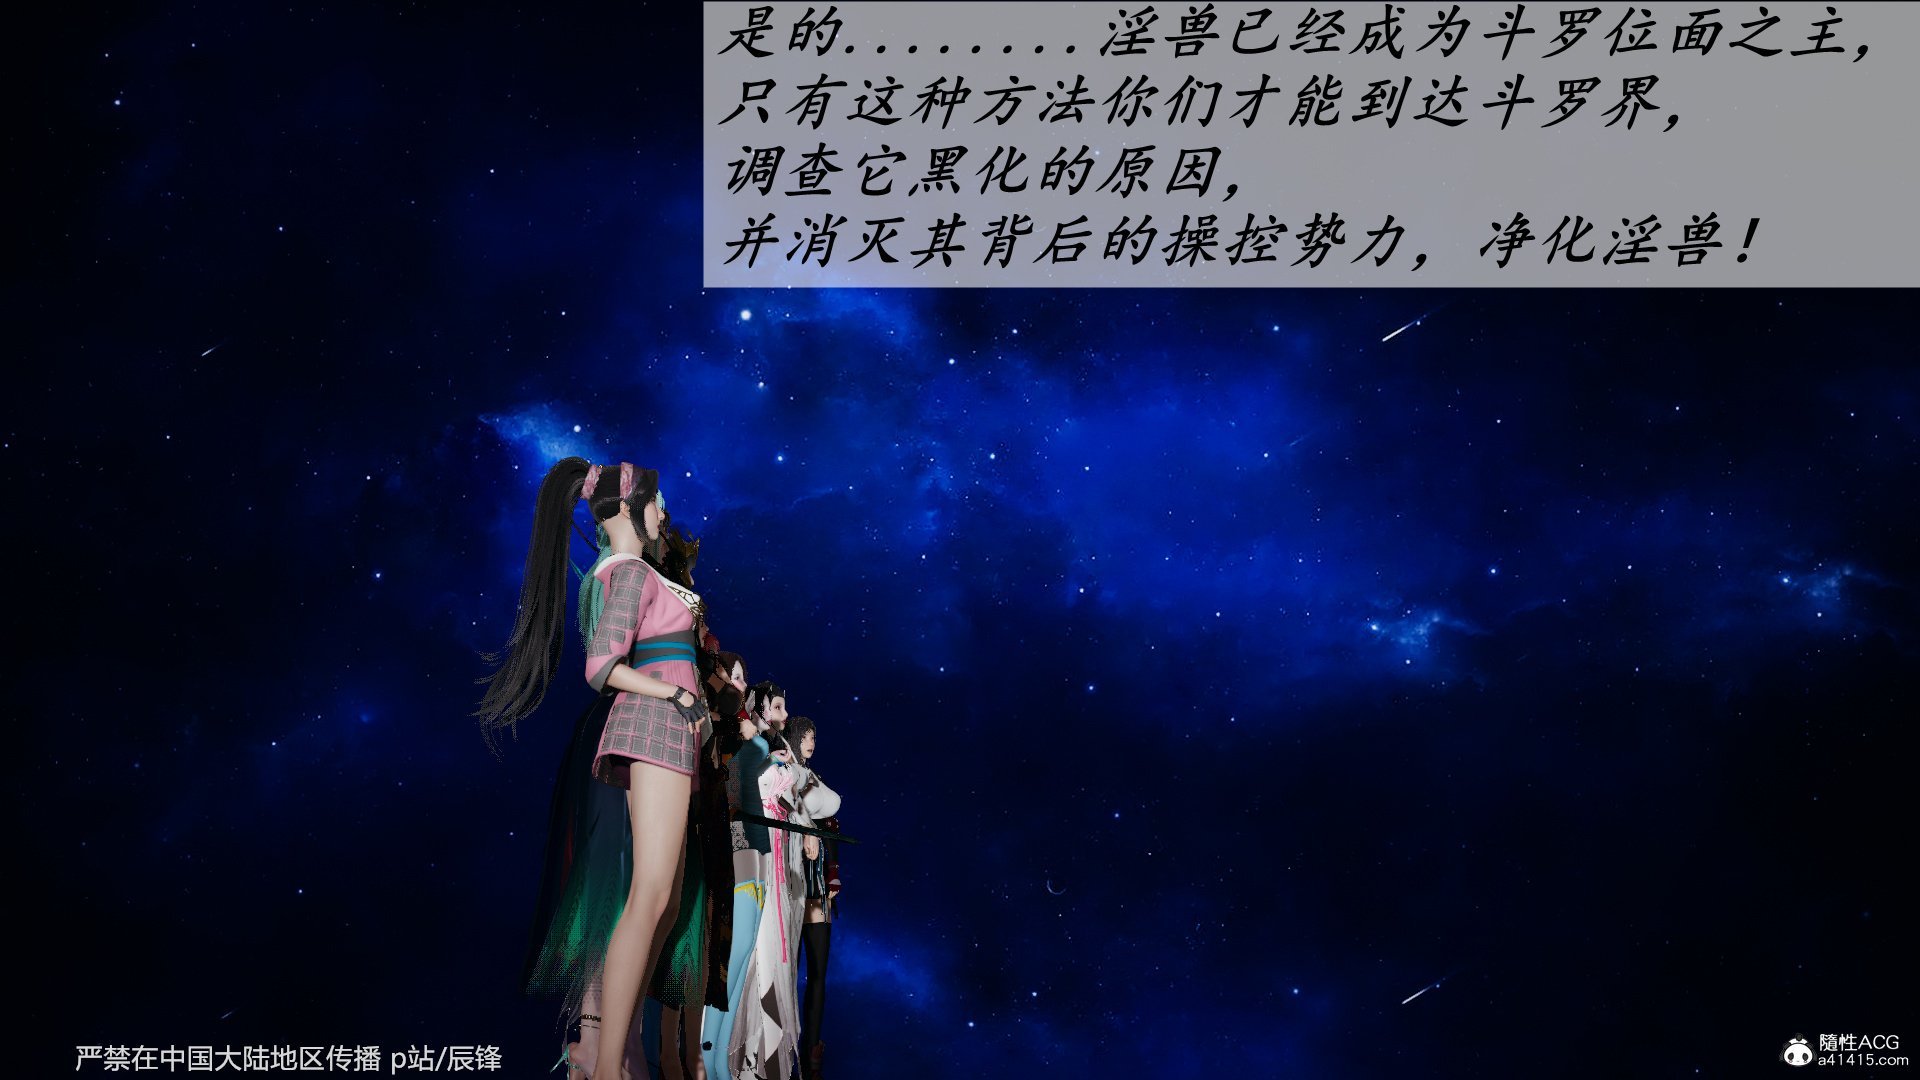 是的........淫兽已经成为斗罗位面之主，
只有这种方法你们才能到达斗罗界，
调查它黑化的原因，
并消灭其背后的操控势力，净化淫兽！
严禁在中国大陆地区传播 p站/辰锋
隨性ACG
a41415.com